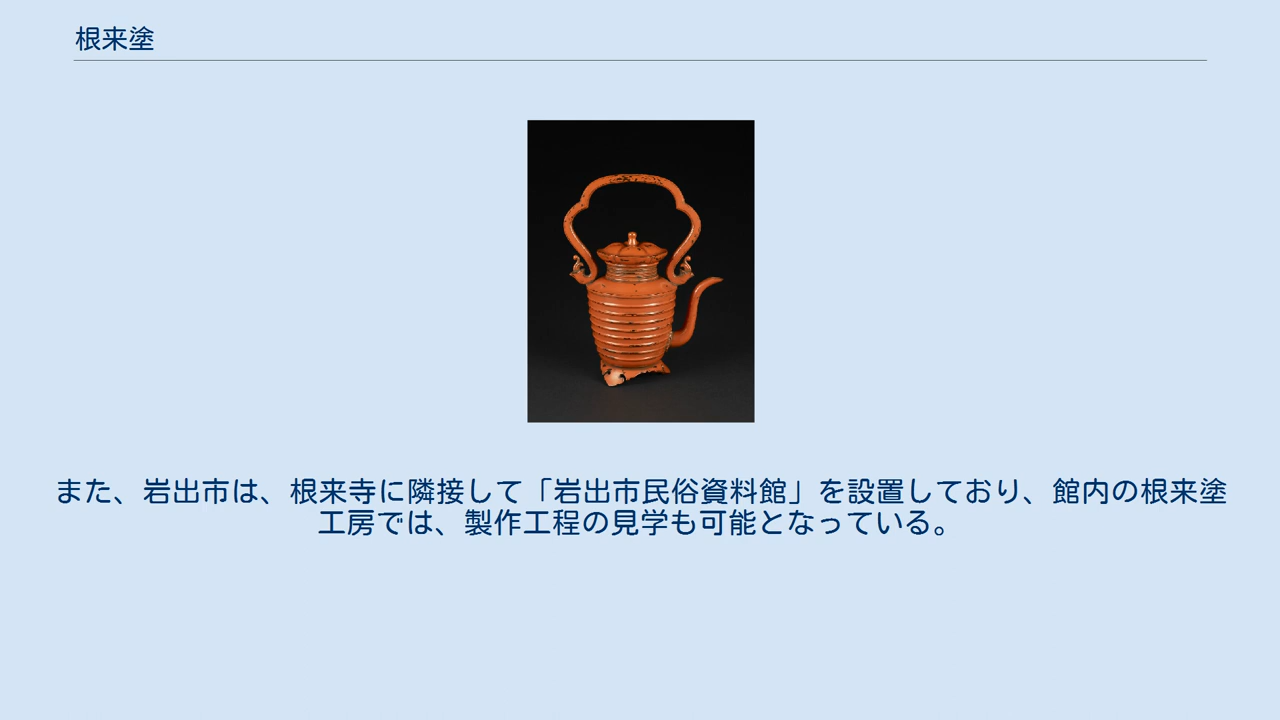 根来塗
また、岩出市は、根来寺に隣接して「岩出市民俗資料館」を設置しており、館内の根来塗
工房では、製作工程の見学も可能となっている。